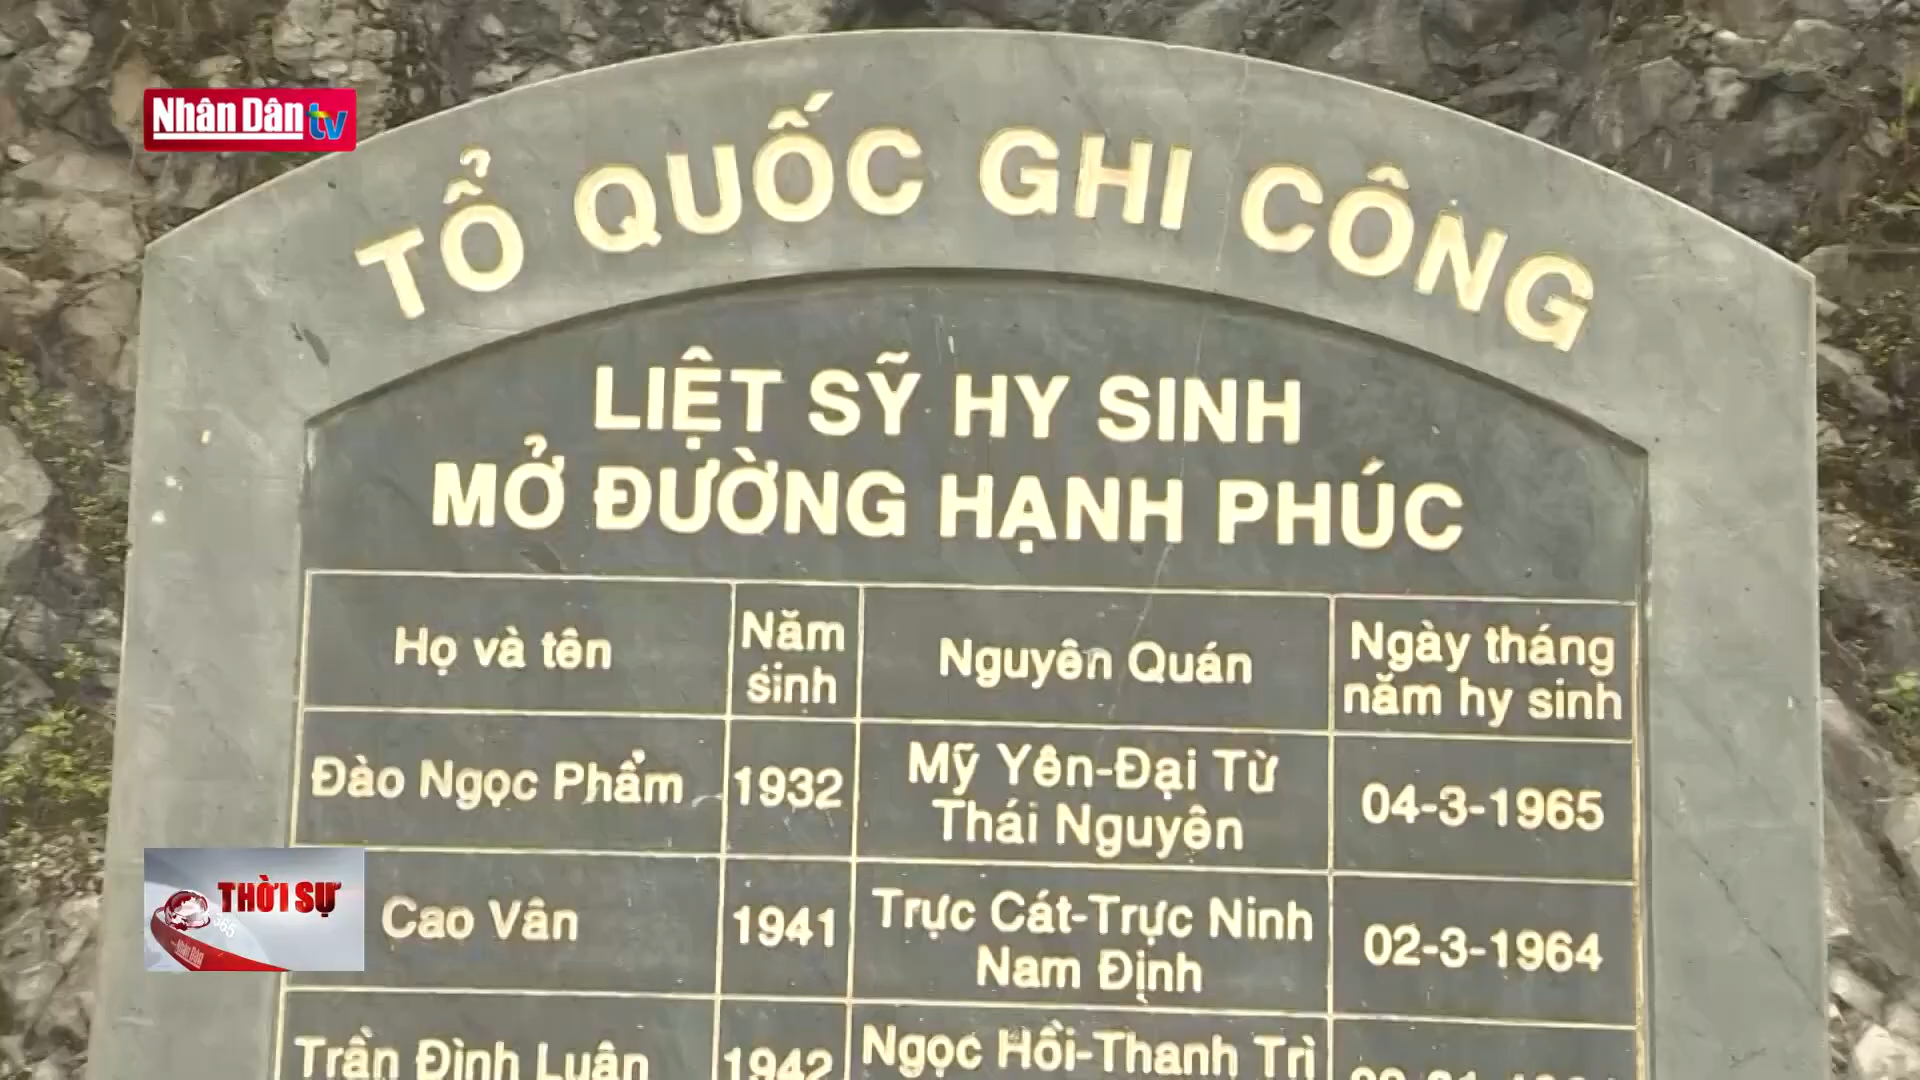 Nhân Dân tv
TỔ QUỐC GHI CÔNG
LIỆT SỸ HY SINH
MỞ ĐƯỜNG HẠNH PHÚC
Họ và tên
Năm
sinh
Nguyên Quán
Ngày tháng
năm hy sinh
Đào Ngọc Phẩm
1932
Mỹ Yên-Đại Từ
Thái Nguyên
04-3-1965
Cao Vân
1941
Trực Cát-Trực Ninh
Nam Định
02-3-1964
Trần Đình Luân
1942
Ngọc Hồi-Thanh Trì
THỜI SỰ
365
NHÂN DÂN